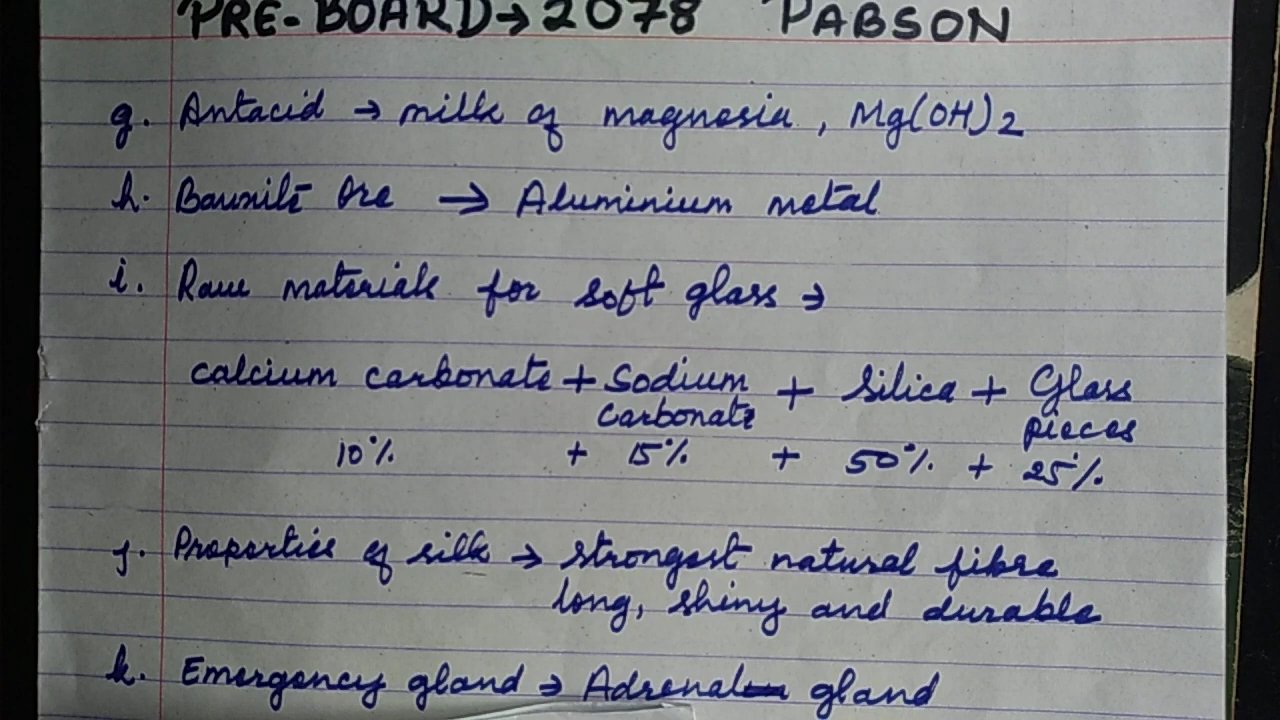 PRE-BOARD→2078 PABSON
g. Antacid → milk of magnesia, Mg(OH)2
h. Bauxite Ore → Aluminium metal
i. Raw materials for soft glass →
calcium carbonate + Sodium carbonate + Silica + Glass pieces
10% + 15% + 50% + 25%
j. Properties of silk → strongest natural fibre
long, shiny and durable
k. Emergency gland → Adrenal gland